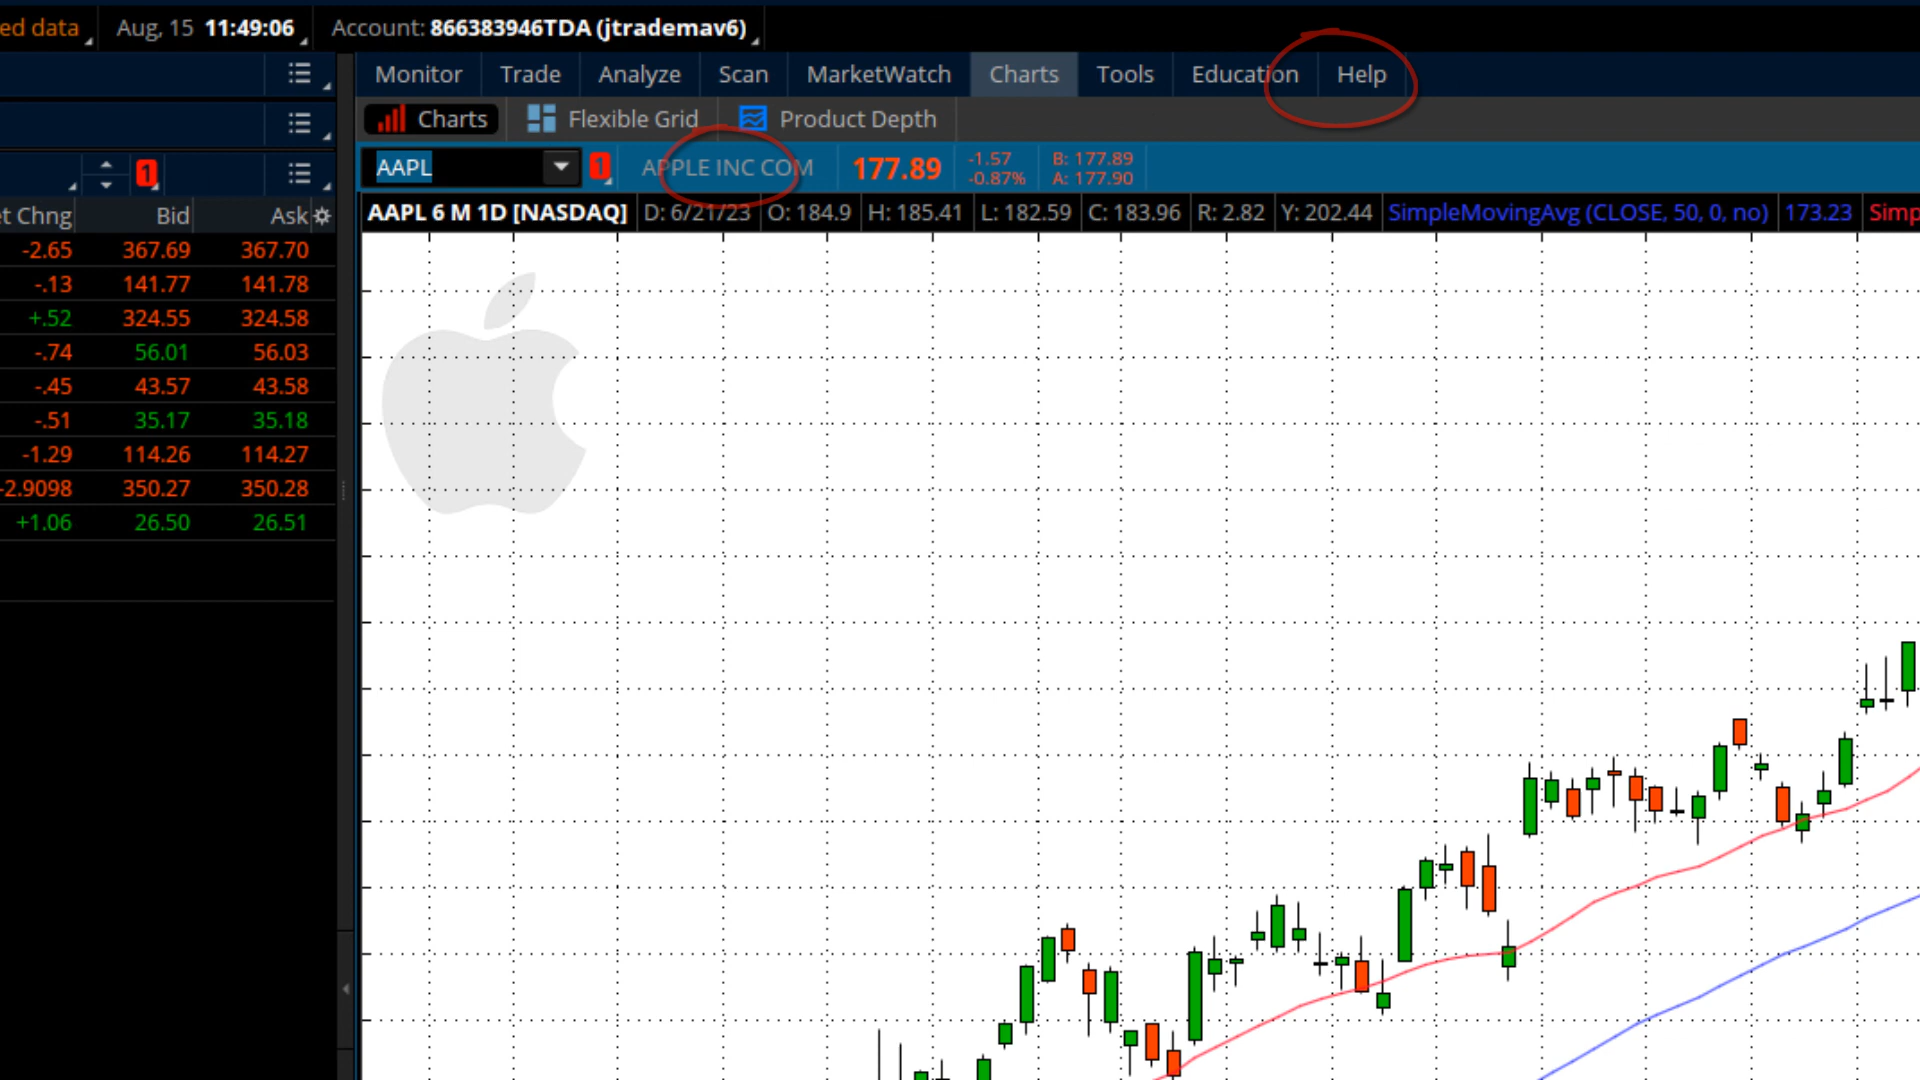 ed data Aug, 15 11:49:06 Account: 866383946TDA (jtrademav6)
Monitor Trade Analyze Scan MarketWatch Charts Tools Education Help
Charts Flexible Grid Product Depth
AAPL 1 APPLE INC COM 177.89 -1.57 B: 177.89
-0.87% A: 177.90
1
AAPL 6 M 1D [NASDAQ] D: 6/21/23 O: 184.9 H: 185.41 L: 182.59 C: 183.96 R: 2.82 Y: 202.44 SimpleMovingAvg (CLOSE, 50, 0, no) 173.23 Simp
et Chng Bid Ask
-2.65 367.69 367.70
-.13 141.77 141.78
+.52 324.55 324.58
-.74 56.01 56.03
-.45 43.57 43.58
-.51 35.17 35.18
-1.29 114.26 114.27
-2.9098 350.27 350.28
+1.06 26.50 26.51